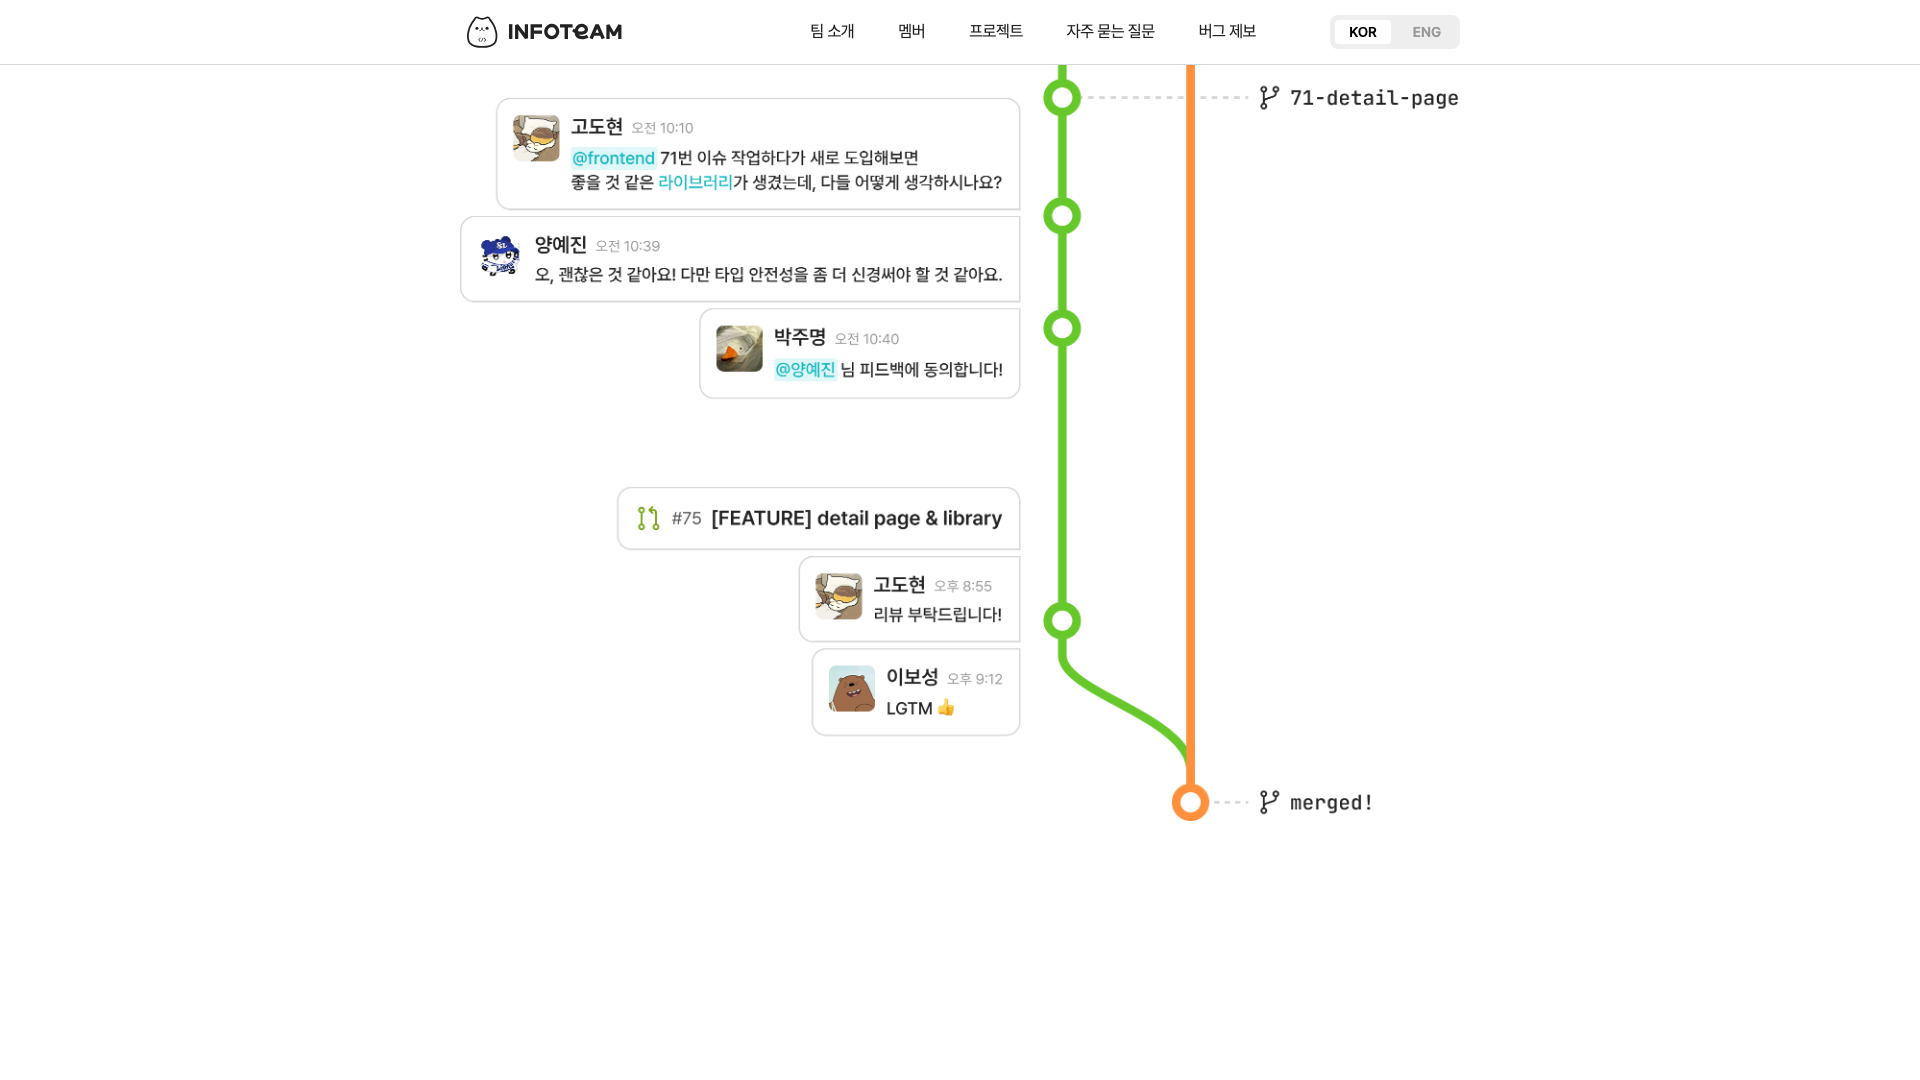 INFOTEAM
팀 소개
멤버
프로젝트
자주 묻는 질문
버그 제보
KOR
ENG
71-detail-page
고도현 오전 10:10
@frontend 71번 이슈 작업하다가 새로 도입해보면
좋을 것 같은 라이브러리가 생겼는데, 다들 어떻게 생각하시나요?
양예진 오전 10:39
오, 괜찮은 것 같아요! 다만 타입 안전성을 좀 더 신경써야 할 것 같아요.
박주명 오전 10:40
@양예진 님 피드백에 동의합니다!
#75 [FEATURE] detail page & library
고도현 오후 8:55
리뷰 부탁드립니다!
이보성 오후 9:12
LGTM 👍
merged!